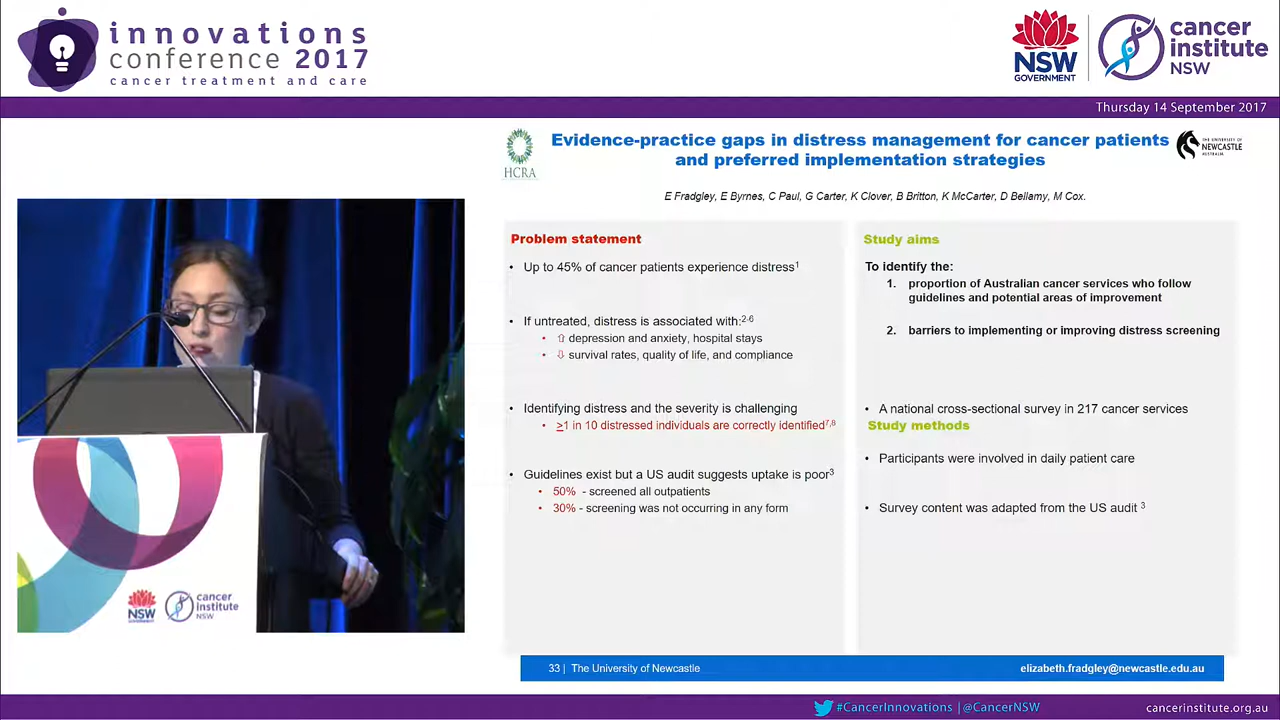 innovations
conference 2017
cancer treatment and care
NSW
GOVERNMENT
cancer
institute
NSW
Thursday 14 September 2017
HCRA
Evidence-practice gaps in distress management for cancer patients
and preferred implementation strategies
THE UNIVERSITY OF
NEWCASTLE
AUSTRALIA
E Fradgley, E Byrnes, C Paul, G Carter, K Clover, B Britton, K McCarter, D Bellamy, M Cox.
Problem statement
• Up to 45% of cancer patients experience distress¹
• If untreated, distress is associated with:²⁻⁶
• ⇧ depression and anxiety, hospital stays
• ⇩ survival rates, quality of life, and compliance
• Identifying distress and the severity is challenging
• >1 in 10 distressed individuals are correctly identified⁷,⁸
• Guidelines exist but a US audit suggests uptake is poor³
• 50% - screened all outpatients
• 30% - screening was not occurring in any form
Study aims
To identify the:
1. proportion of Australian cancer services who follow
guidelines and potential areas of improvement
2. barriers to implementing or improving distress screening
• A national cross-sectional survey in 217 cancer services
Study methods
• Participants were involved in daily patient care
• Survey content was adapted from the US audit ³
33 | The University of Newcastle
elizabeth.fradgley@newcastle.edu.au
NSW
GOVERNMENT
cancer
institute
NSW
#CancerInnovations | @CancerNSW
cancerinstitute.org.au